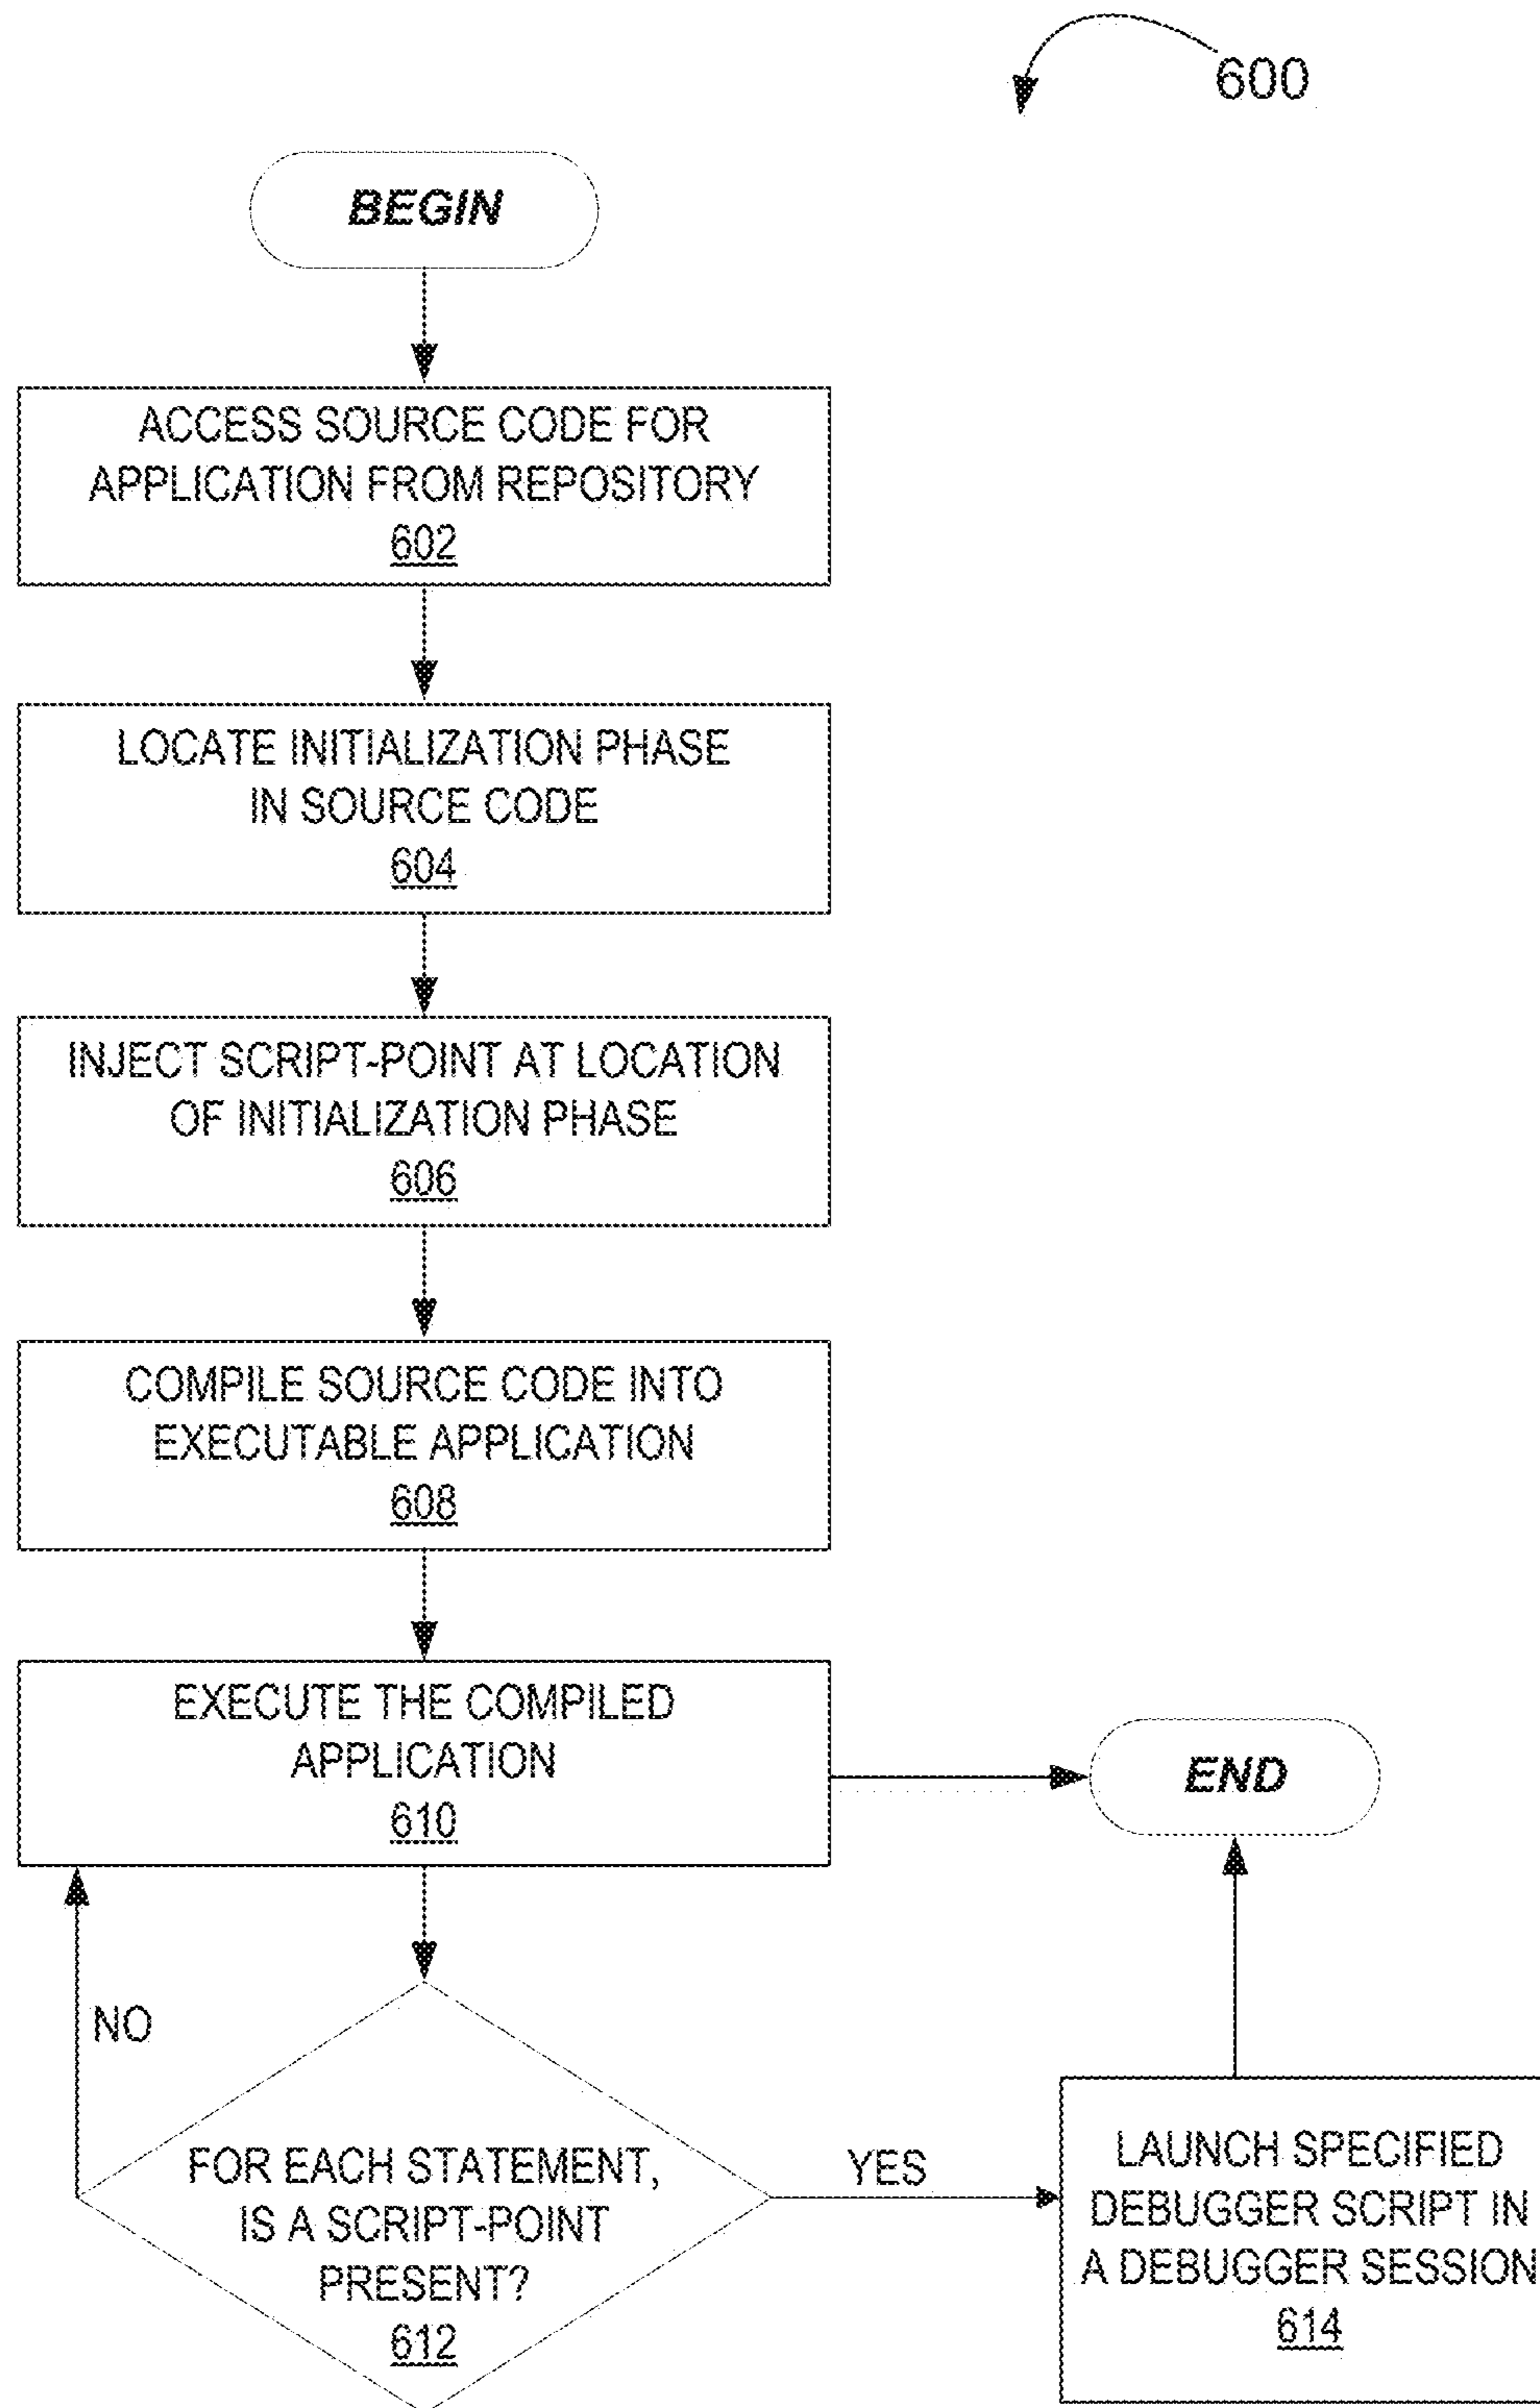 600
BEGIN
ACCESS SOURCE CODE FOR
APPLICATION FROM REPOSITORY
602
LOCATE INITIALIZATION PHASE
IN SOURCE CODE
604
INJECT SCRIPT-POINT AT LOCATION
OF INITIALIZATION PHASE
606
COMPILE SOURCE CODE INTO
EXECUTABLE APPLICATION
608
EXECUTE THE COMPILED
APPLICATION
610
END
NO
FOR EACH STATEMENT,
IS A SCRIPT-POINT
PRESENT?
612
YES
LAUNCH SPECIFIED
DEBUGGER SCRIPT IN
A DEBUGGER SESSION
614